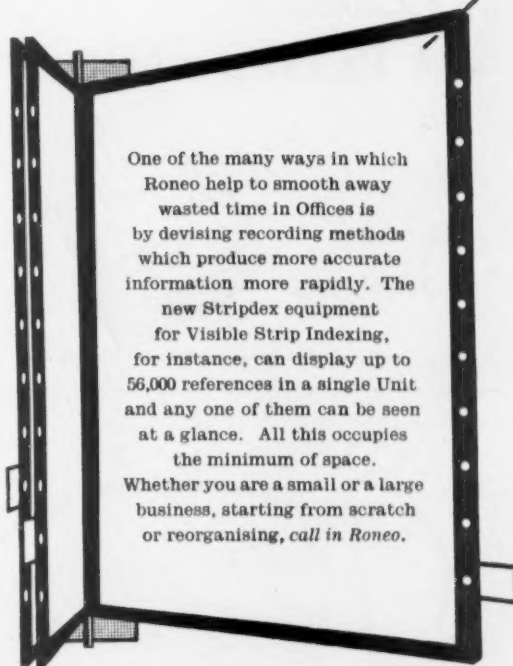 One of the many ways in which
Roneo help to smooth away
wasted time in Offices is
by devising recording methods
which produce more accurate
information more rapidly. The
new Stripdex equipment
for Visible Strip Indexing,
for instance, can display up to
56,000 references in a single Unit
and any one of them can be seen
at a glance. All this occupies
the minimum of space.
Whether you are a small or a large
business, starting from scratch
or reorganising, call in Roneo.